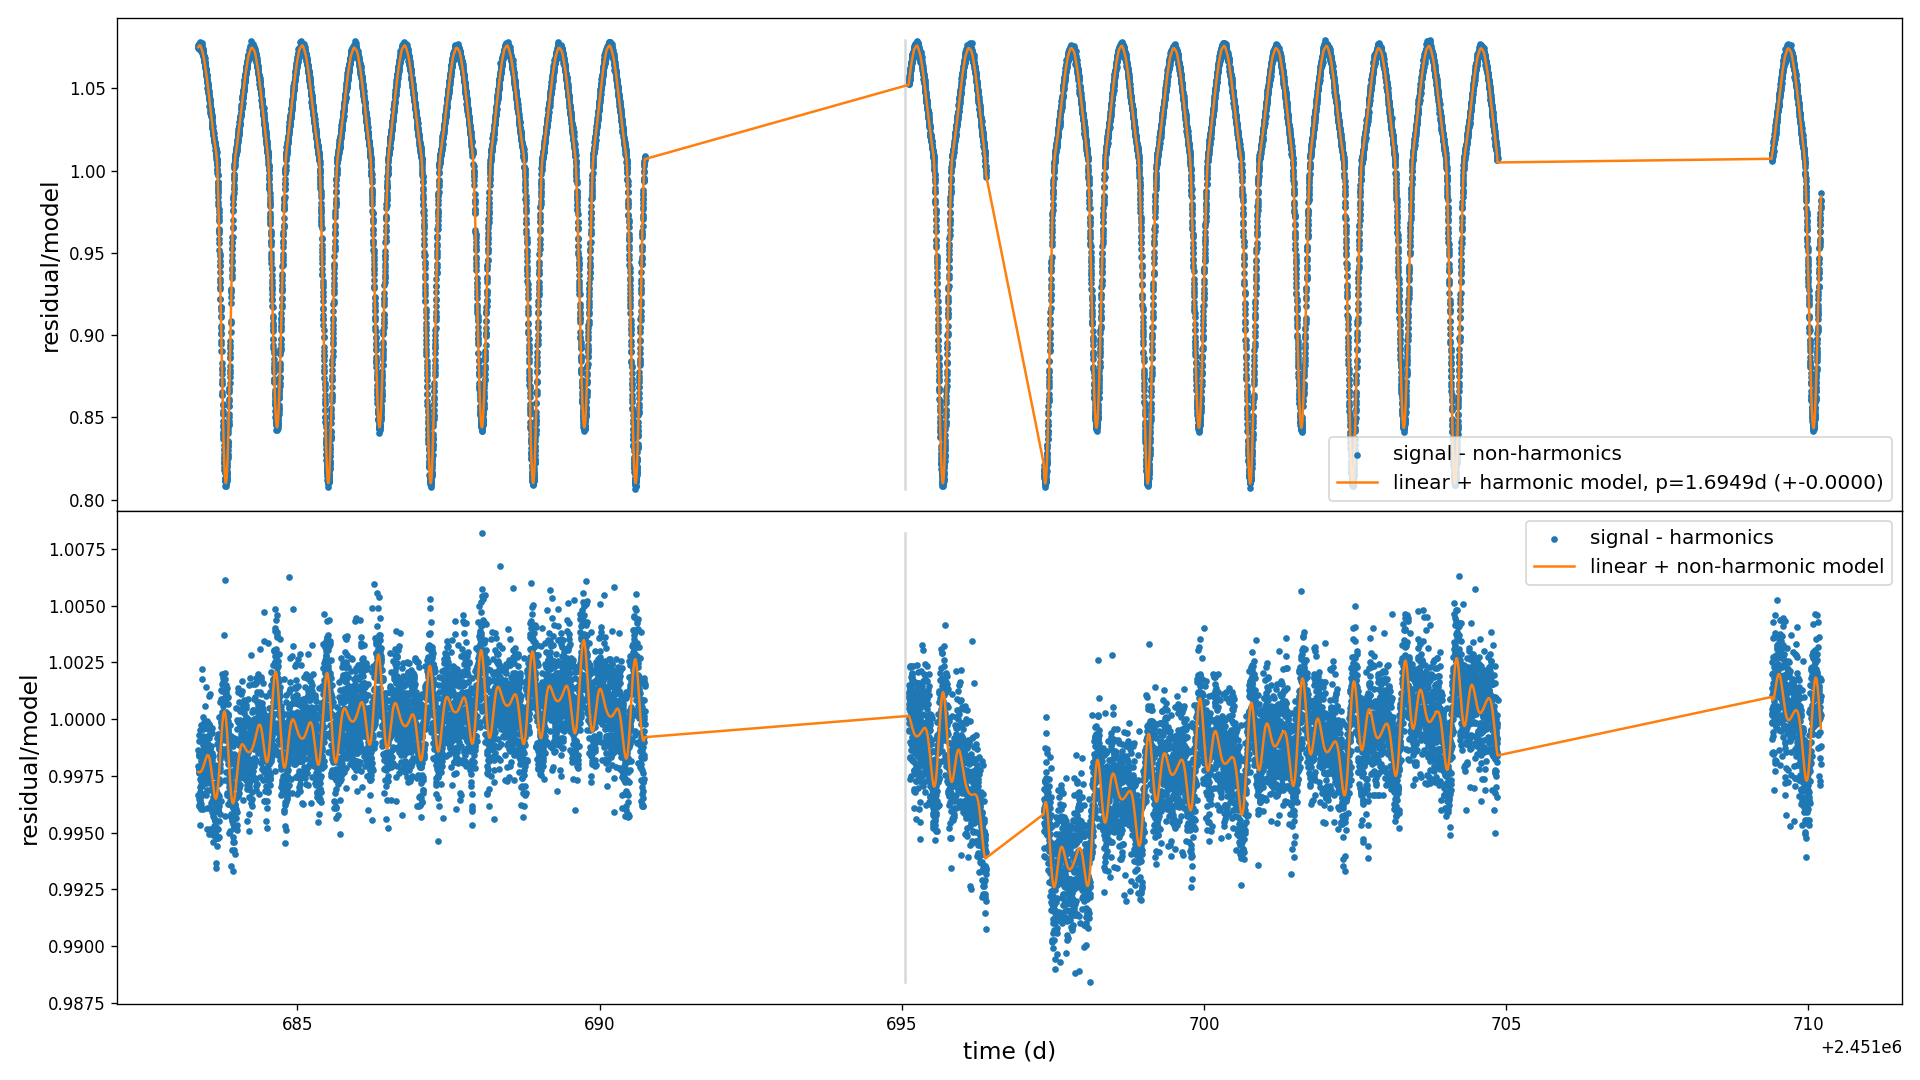 residual/model
1.05
1.00
0.95
0.90
0.85
0.80
signal - non-harmonics
linear + harmonic model, p=1.6949d (+-0.0000)
residual/model
1.0075
1.0050
1.0025
1.0000
0.9975
0.9950
0.9925
0.9900
0.9875
signal - harmonics
linear + non-harmonic model
685 690 695 700 705 710
time (d)
+2.451e6